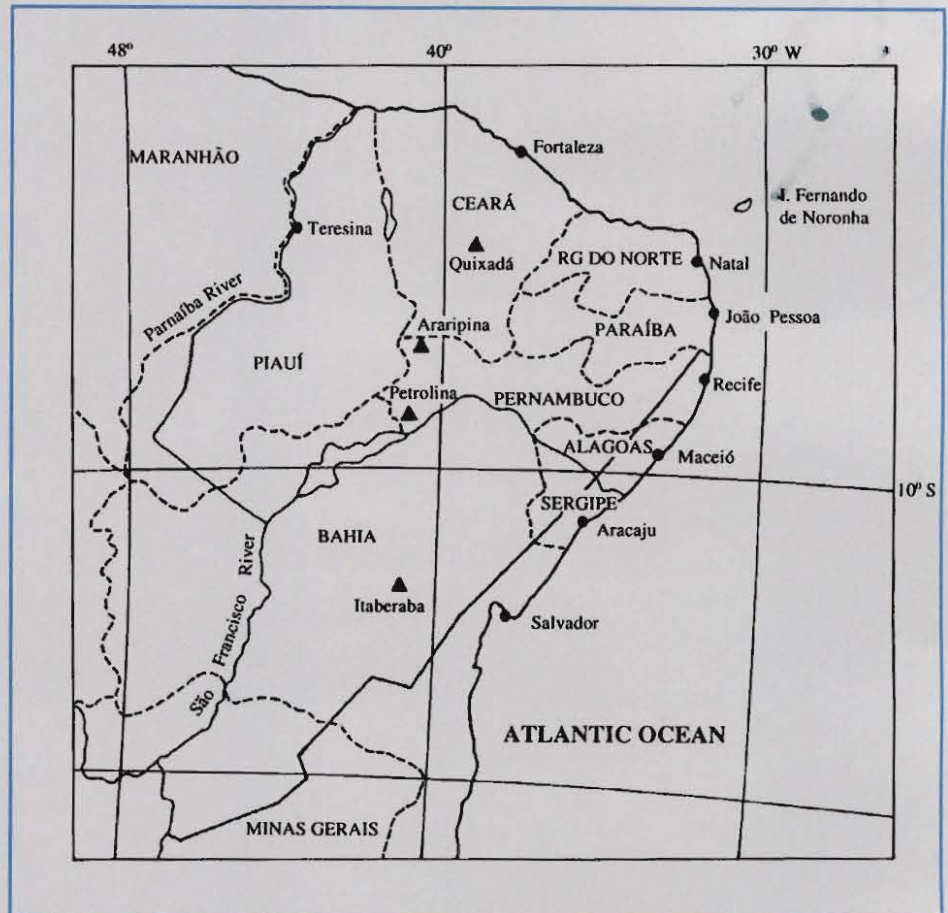 48°
40°
30° W
MARANHÃO
Fortaleza
CEARÁ
J. Fernando
de Noronha
Teresina
Quixadá
RG DO NORTE
Natal
Parnaíba River
João Pessoa
Araripina
PARAÍBA
PIAUÍ
Recife
Petrolina
PERNAMBUCO
ALAGOAS
Maceió
10° S
SERGIPE
Aracaju
BAHIA
Itaberaba
Salvador
São Francisco River
ATLANTIC OCEAN
MINAS GERAIS